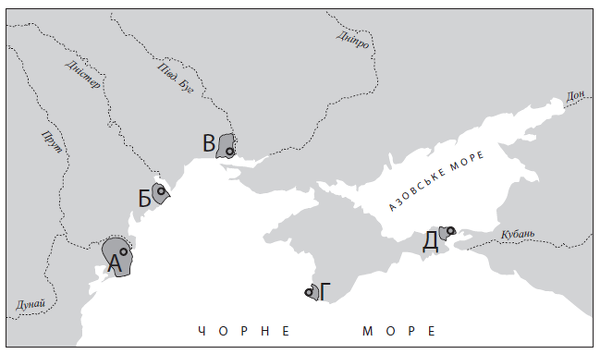 Дніпро
Дністер
Півд. Буг
Дон
Прут
В
АЗОВСЬКЕ МОРЕ
Б
Кубань
Д
А
Г
Дунай
ЧОРНЕ МОРЕ